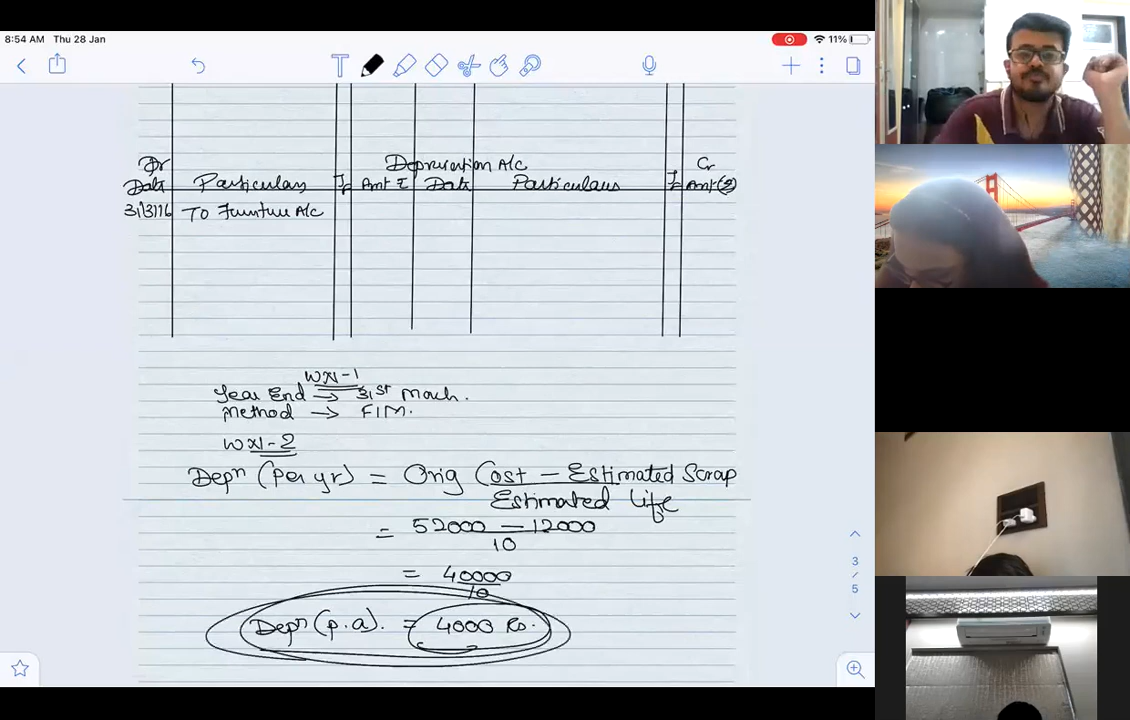 8:54 AM Thu 28 Jan 11%
T
Depreciation A/c
Dr Cr
Date Particulars Jf Amt ₹ Date Particulars Jf Amt(₹)
31/3/16 To Furniture A/c
WN-1
Year End → 31st March.
Method → FIM.
WN-2
Depn (Per yr) = Orig Cost - Estimated Scrap
Estimated Life
= 52000 - 12000
10
= 40000
10
Depn (p.a). = 4000 Rs.
3
/
5